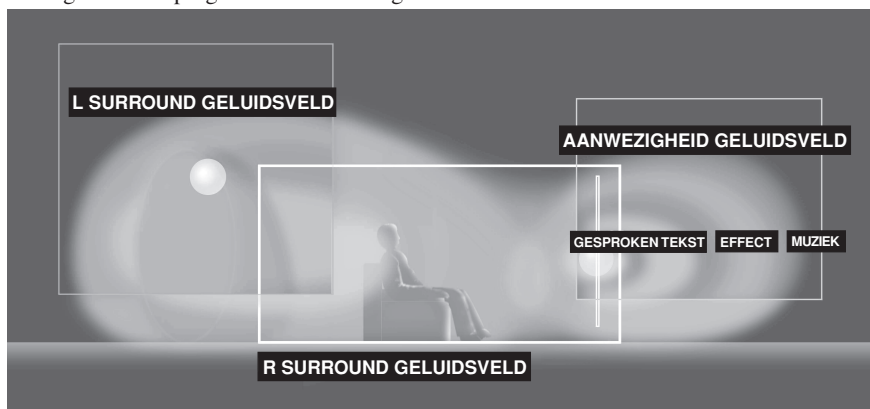 L SURROUND GELUIDSVELD
AANWEZIGHEID GELUIDSVELD
GESPROKEN TEKST EFFECT MUZIEK
R SURROUND GELUIDSVELD